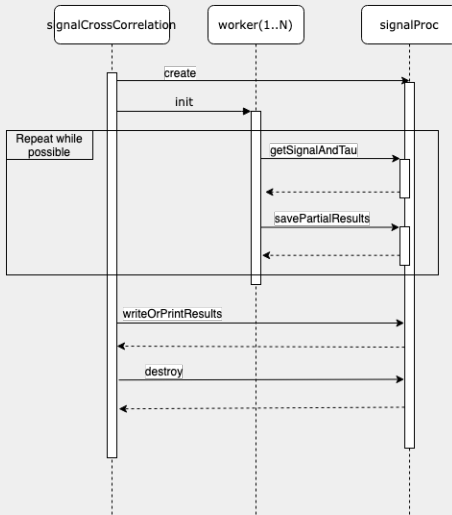 signalCrossCorrelation
worker(1..N)
signalProc
create
init
Repeat while
possible
getSignalAndTau
savePartialResults
writeOrPrintResults
destroy